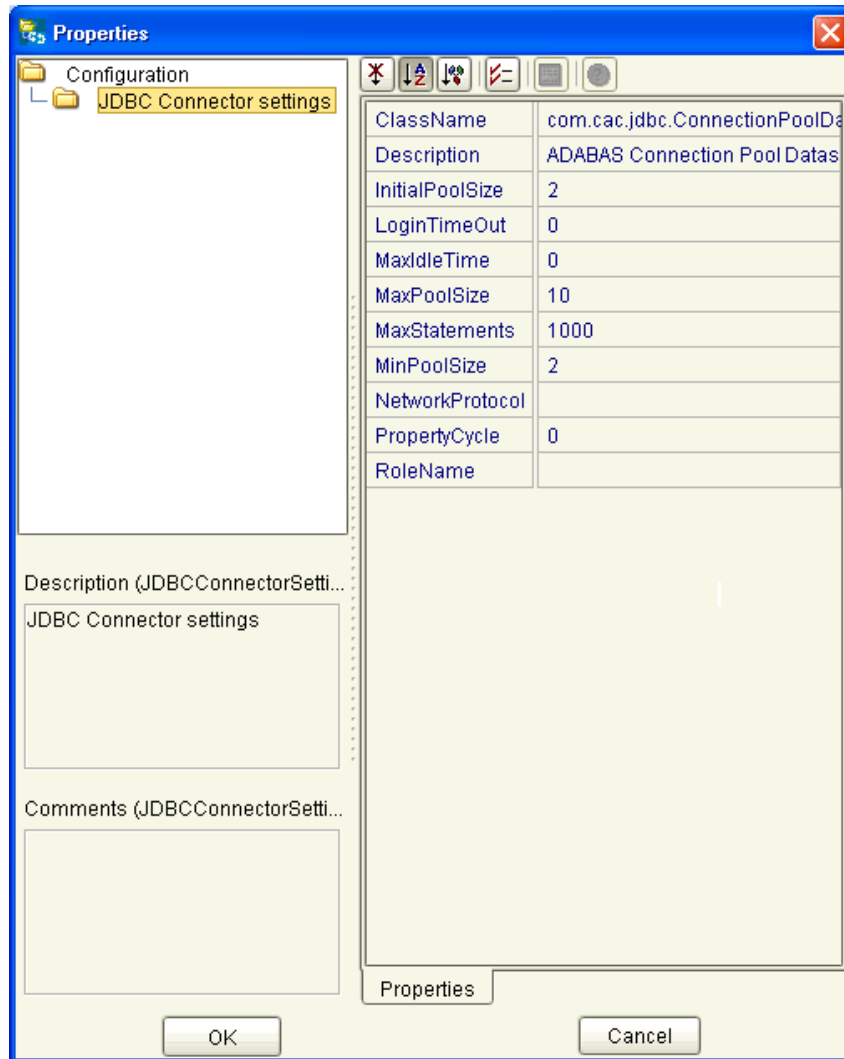 Properties
Configuration
JDBC Connector settings
ClassName com.cac.jdbc.ConnectionPoolDa
Description ADABAS Connection Pool Datas
InitialPoolSize 2
LoginTimeOut 0
MaxIdleTime 0
MaxPoolSize 10
MaxStatements 1000
MinPoolSize 2
NetworkProtocol
PropertyCycle 0
RoleName
Description (JDBCConnectorSetti...
JDBC Connector settings
Comments (JDBCConnectorSetti...
Properties
OK Cancel